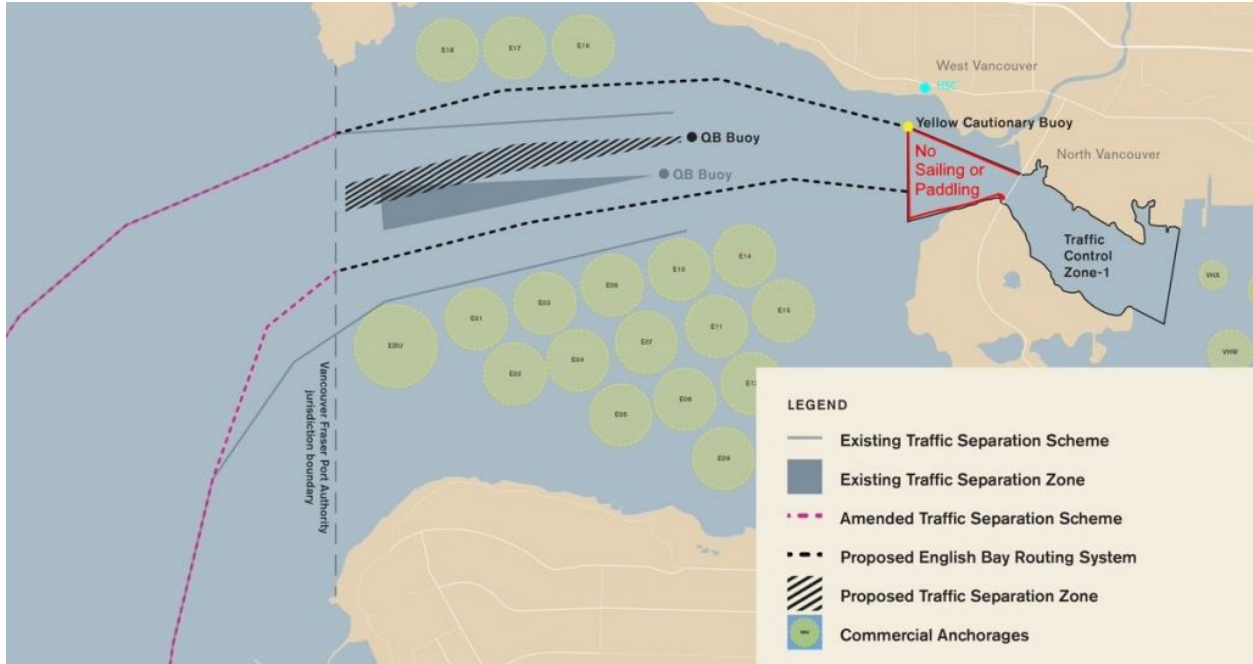 E18
E17
E16
West Vancouver
HSC
Yellow Cautionary Buoy
QB Buoy
No
Sailing or
Paddling
North Vancouver
QB Buoy
Traffic
Control
Zone-1
E14
E10
E06
E03
E01
E15
E11
E07
E04
E02
EBU
E12
E08
E05
E09
VHX
VHW
Vancouver Fraser Port Authority
jurisdiction boundary
LEGEND
Existing Traffic Separation Scheme
Existing Traffic Separation Zone
Amended Traffic Separation Scheme
Proposed English Bay Routing System
Proposed Traffic Separation Zone
Commercial Anchorages